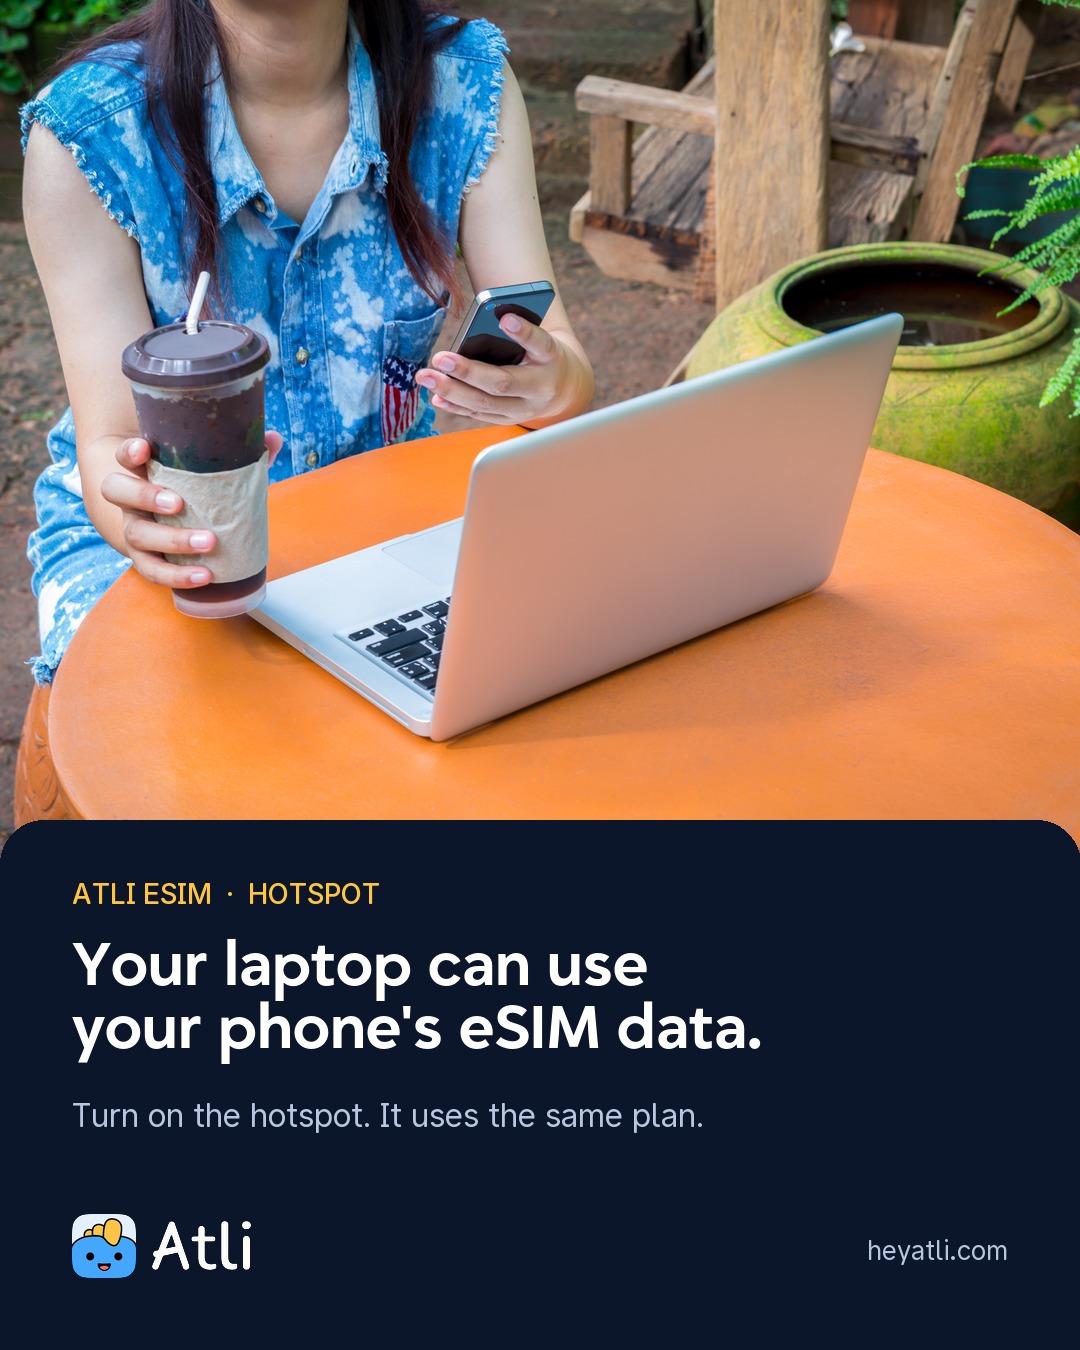 ATLI ESIM · HOTSPOT
Your laptop can use
your phone's eSIM data.
Turn on the hotspot. It uses the same plan.
Atli
heyatli.com